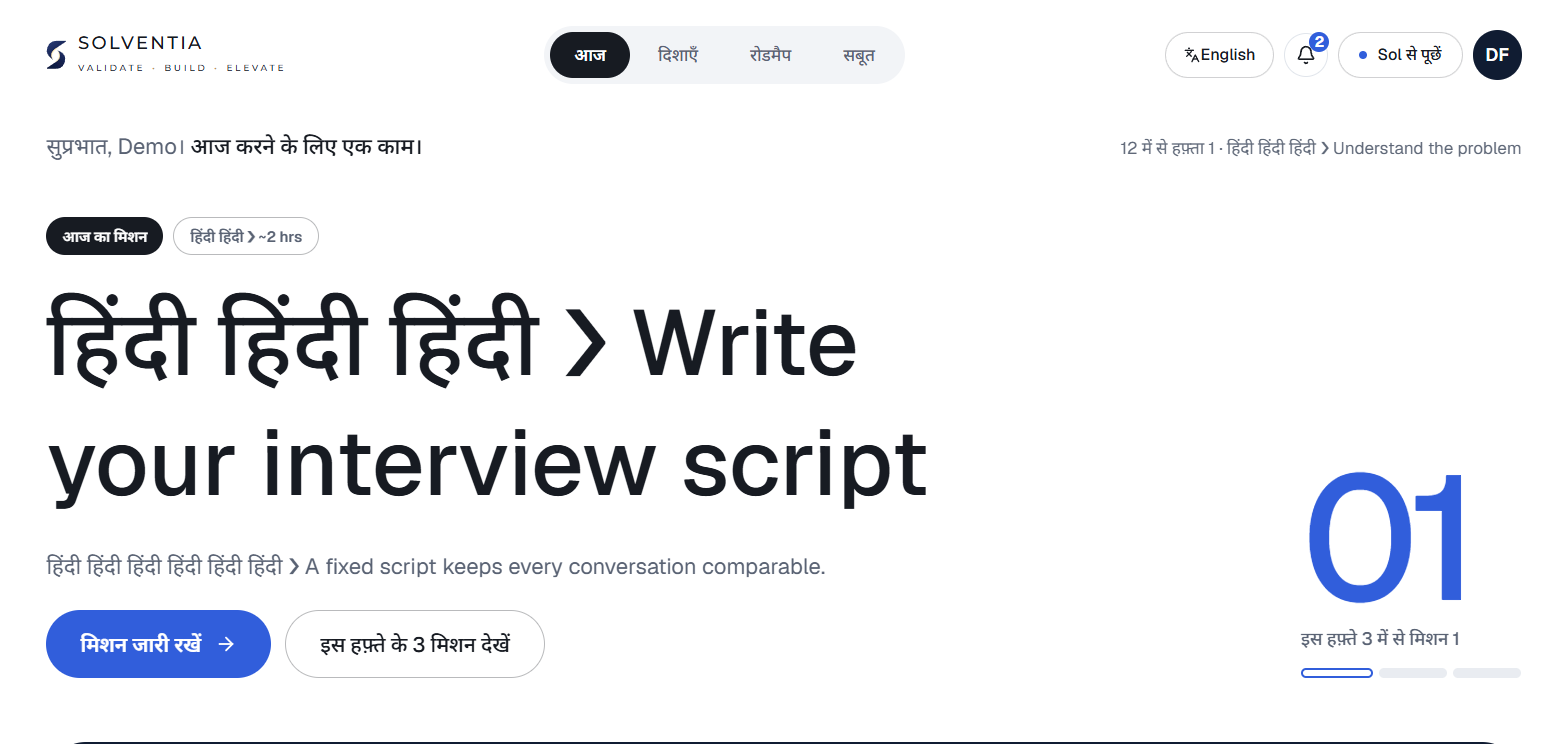 SOLVENTIA
VALIDATE · BUILD · ELEVATE
आज
दिशाएँ
रोडमैप
सबूत
English
2
Sol से पूछें
DF
सुप्रभात, Demo। आज करने के लिए एक काम।
12 में से हफ़्ता 1 · हिंदी हिंदी हिंदी ❯ Understand the problem
आज का मिशन
हिंदी हिंदी ❯ ~2 hrs
हिंदी हिंदी हिंदी ❯ Write
your interview script
हिंदी हिंदी हिंदी हिंदी हिंदी हिंदी ❯ A fixed script keeps every conversation comparable.
मिशन जारी रखें →
इस हफ़्ते के 3 मिशन देखें
01
इस हफ़्ते 3 में से मिशन 1